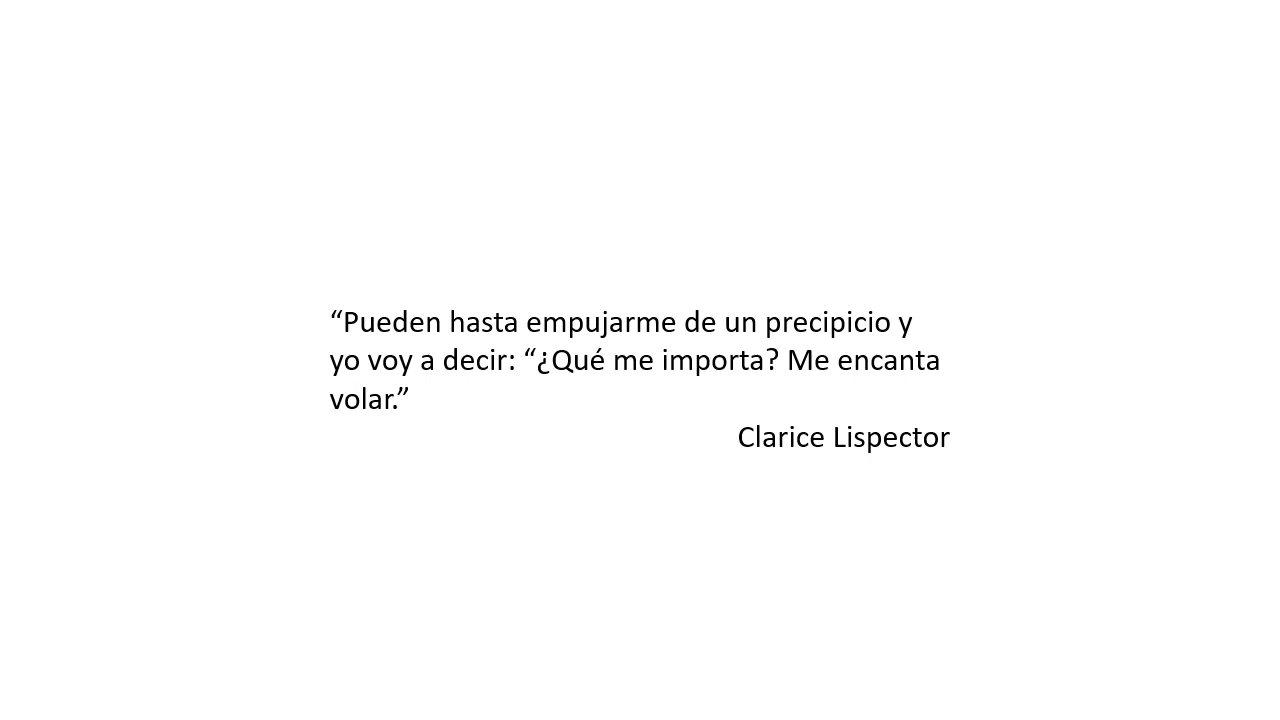 “Pueden hasta empujarme de un precipicio y
yo voy a decir: “¿Qué me importa? Me encanta
volar.”
Clarice Lispector